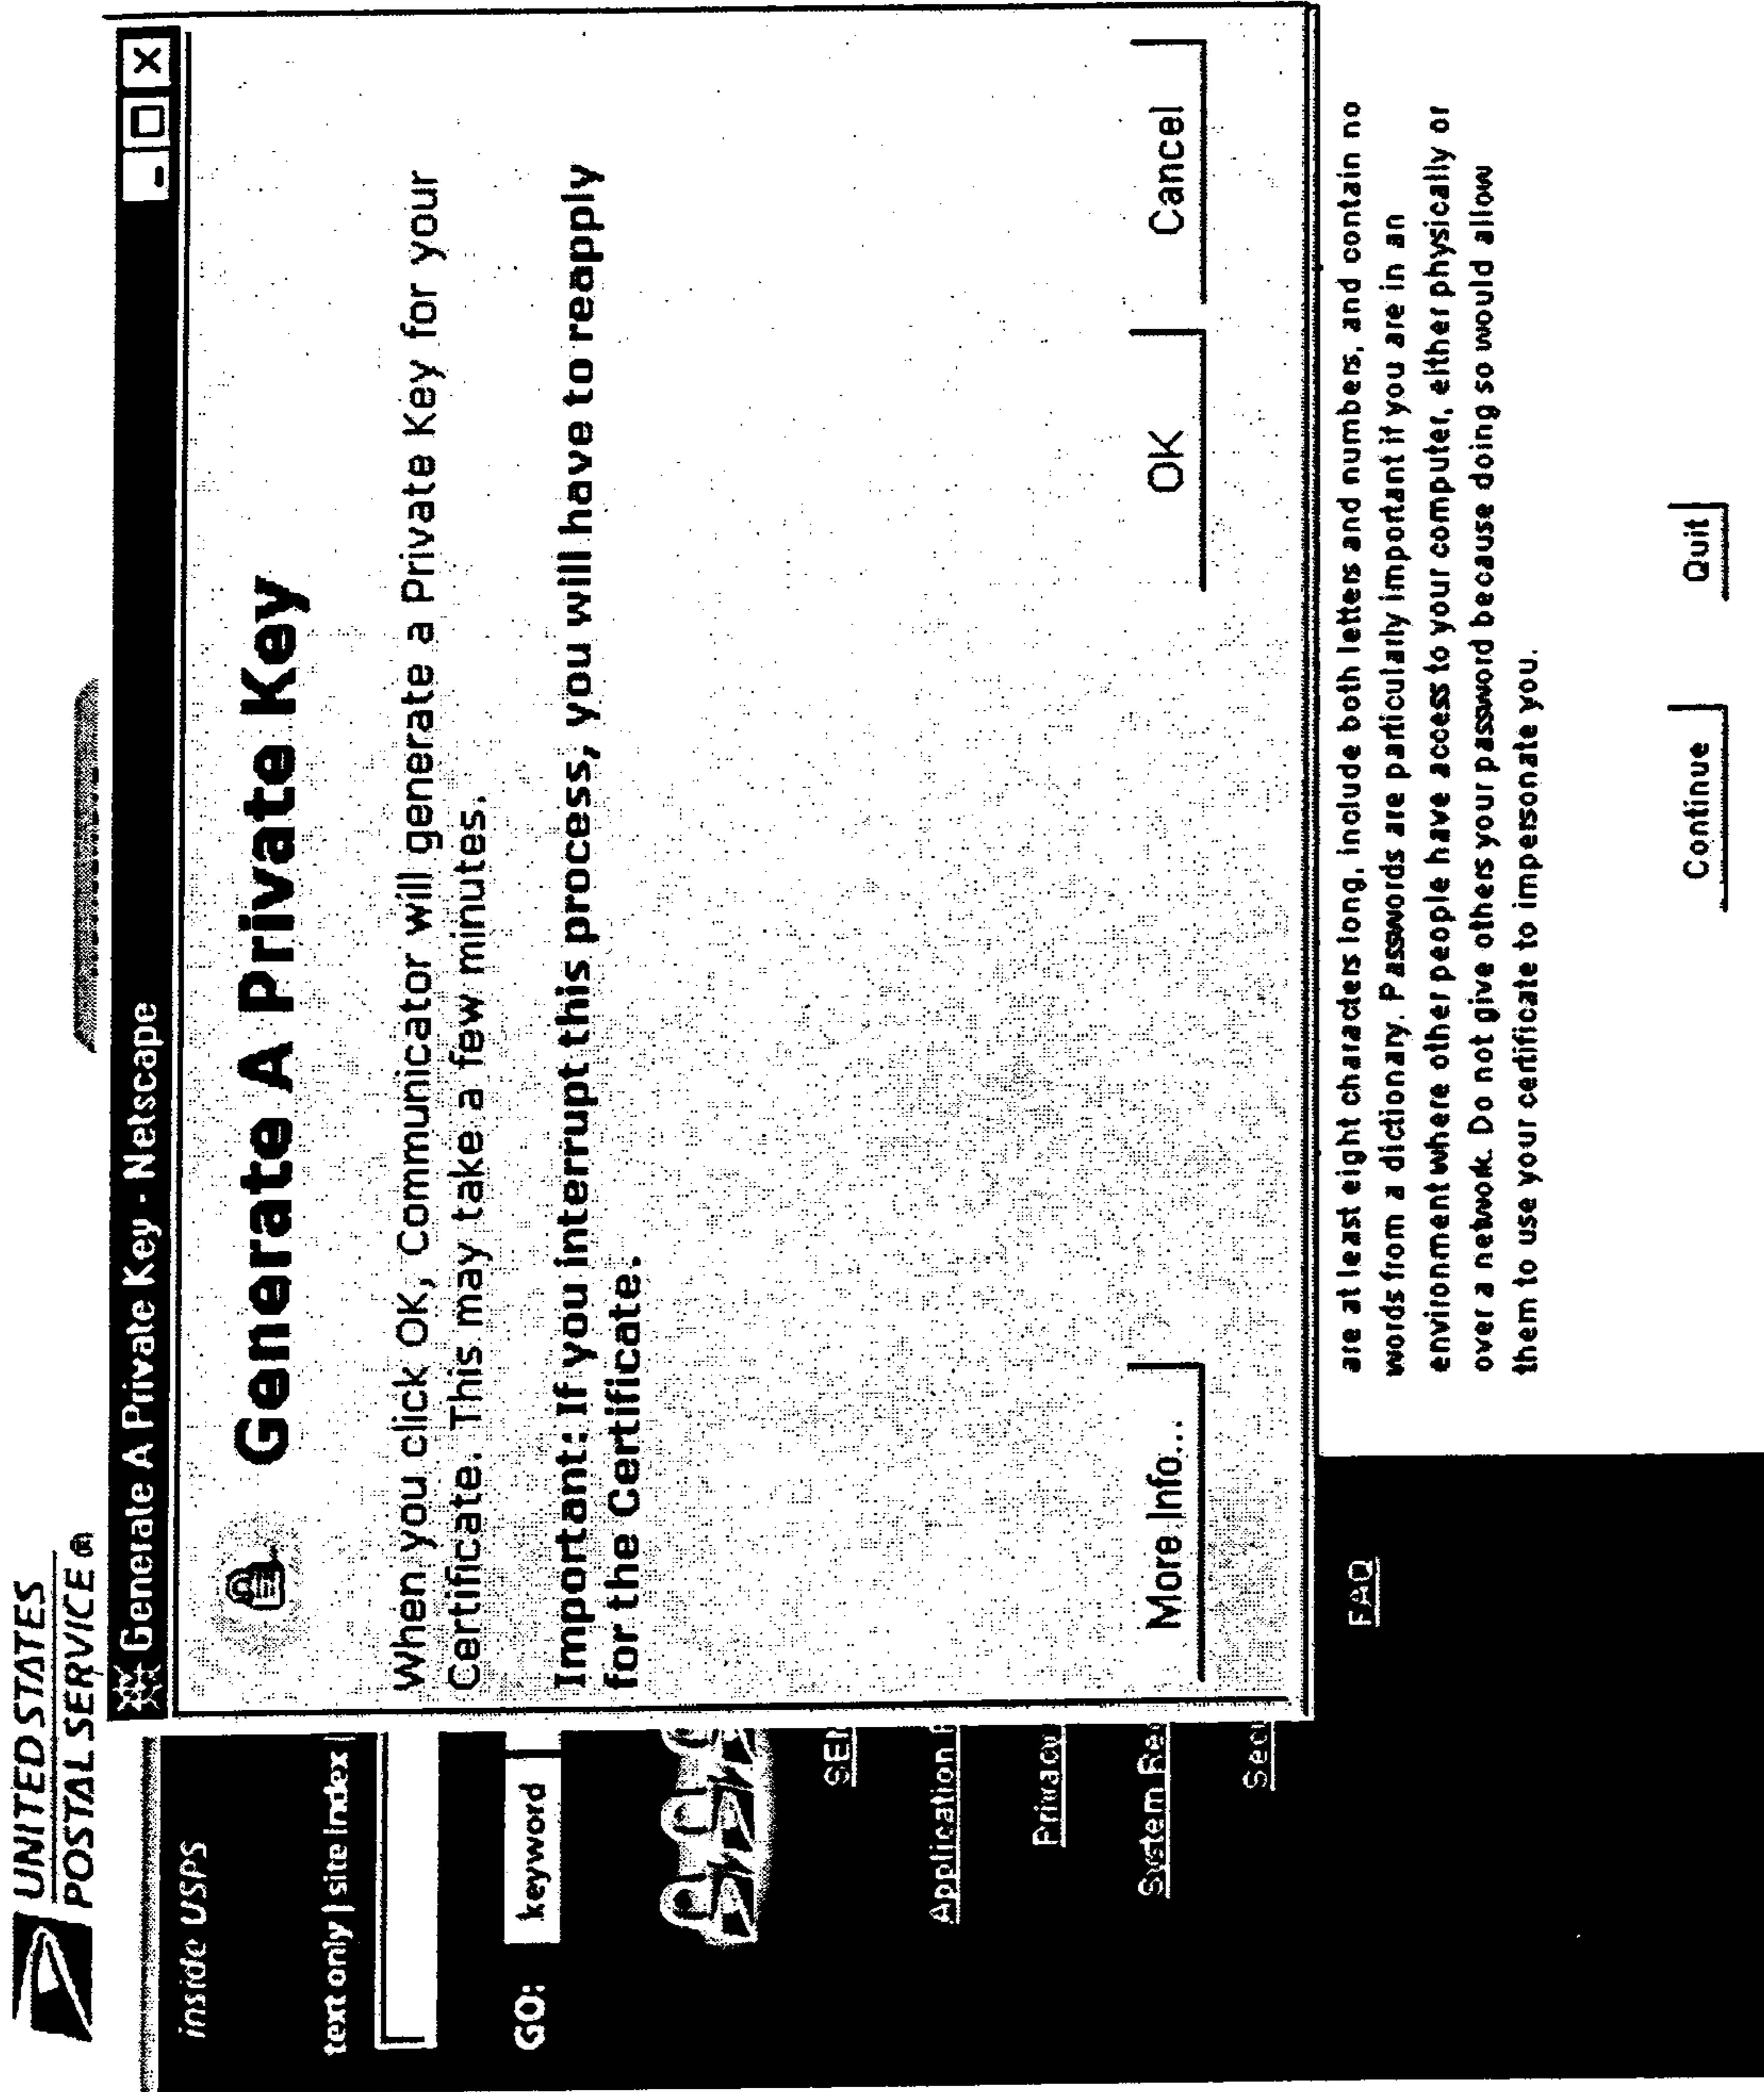 UNITED STATES
POSTAL SERVICE ®
Generate A Private Key - Netscape
inside USPS
Generate A Private Key
text only | site index |
When you click OK, Communicator will generate a Private Key for your
Certificate. This may take a few minutes.
GO: keyword
Important: If you interrupt this process, you will have to reapply
for the Certificate.
Application
System Re
More Info...
OK
Cancel
Sec
FAQ
are at least eight characters long, include both letters and numbers, and contain no
words from a dictionary. Passwords are particularly important if you are in an
environment where other people have access to your computer, either physically or
over a network. Do not give others your password because doing so would allow
them to use your certificate to impersonate you.
Continue
Quit